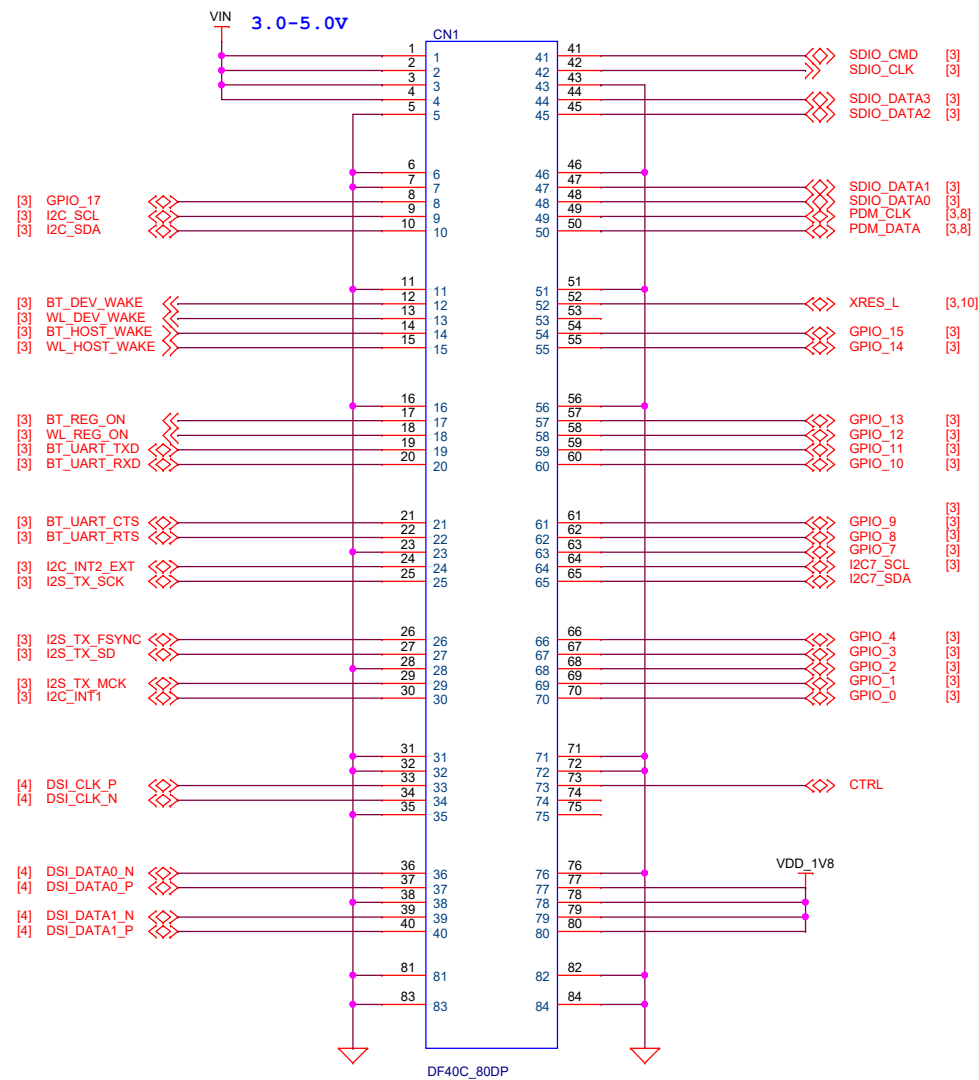 VIN 3.0-5.0V
CN1
1 1 41 41 SDIO_CMD [3]
2 2 42 42 SDIO_CLK [3]
3 3 43 43
4 4 44 44 SDIO_DATA3 [3]
5 5 45 45 SDIO_DATA2 [3]
6 6 46 46
7 7 47 47 SDIO_DATA1 [3]
[3] GPIO_17 8 8 48 48 SDIO_DATA0 [3]
[3] I2C_SCL 9 9 49 49 PDM_CLK [3,8]
[3] I2C_SDA 10 10 50 50 PDM_DATA [3,8]
11 11 51 51
[3] BT_DEV_WAKE 12 12 52 52 XRES_L [3,10]
[3] WL_DEV_WAKE 13 13 53 53
[3] BT_HOST_WAKE 14 14 54 54 GPIO_15 [3]
[3] WL_HOST_WAKE 15 15 55 55 GPIO_14 [3]
16 16 56 56
[3] BT_REG_ON 17 17 57 57 GPIO_13 [3]
[3] WL_REG_ON 18 18 58 58 GPIO_12 [3]
[3] BT_UART_TXD 19 19 59 59 GPIO_11 [3]
[3] BT_UART_RXD 20 20 60 60 GPIO_10 [3]
[3]
[3] BT_UART_CTS 21 21 61 61 GPIO_9 [3]
[3] BT_UART_RTS 22 22 62 62 GPIO_8 [3]
23 23 63 63 GPIO_7 [3]
[3] I2C_INT2_EXT 24 24 64 64 I2C7_SCL [3]
[3] I2S_TX_SCK 25 25 65 65 I2C7_SDA
[3] I2S_TX_FSYNC 26 26 66 66 GPIO_4 [3]
[3] I2S_TX_SD 27 27 67 67 GPIO_3 [3]
28 28 68 68 GPIO_2 [3]
[3] I2S_TX_MCK 29 29 69 69 GPIO_1 [3]
[3] I2C_INT1 30 30 70 70 GPIO_0 [3]
31 31 71 71
32 32 72 72
[4] DSI_CLK_P 33 33 73 73 CTRL
[4] DSI_CLK_N 34 34 74 74
35 35 75 75
VDD_1V8
[4] DSI_DATA0_N 36 36 76 76
[4] DSI_DATA0_P 37 37 77 77
38 38 78 78
[4] DSI_DATA1_N 39 39 79 79
[4] DSI_DATA1_P 40 40 80 80
81 81 82 82
83 83 84 84
DF40C_80DP